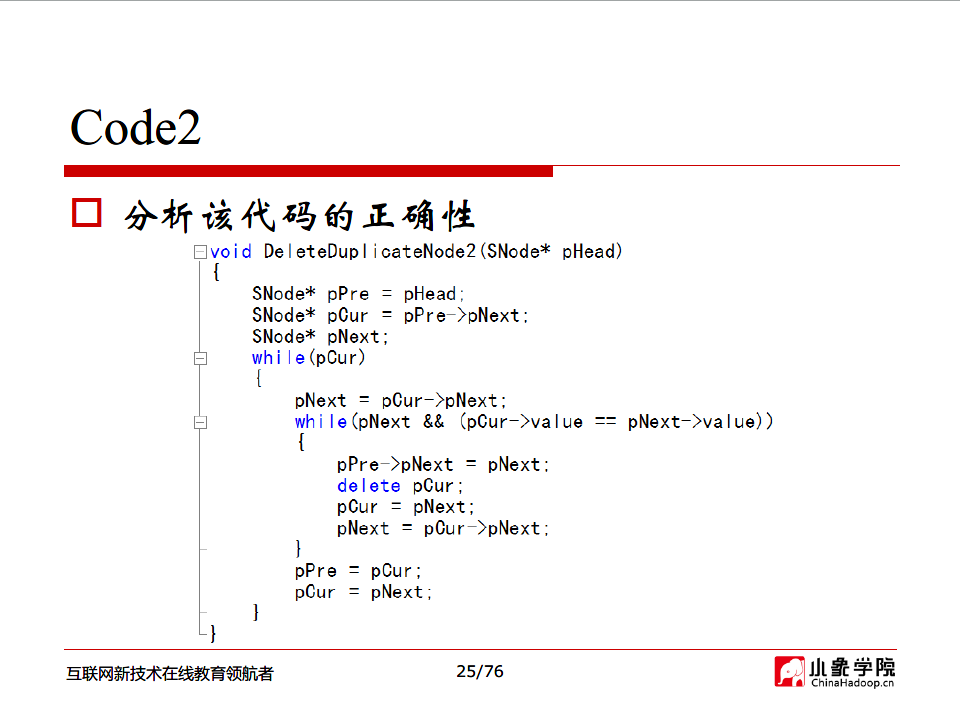 Code2
分析该代码的正确性
void DeleteDuplicateNode2(SNode* pHead)
{
    SNode* pPre = pHead;
    SNode* pCur = pPre->pNext;
    SNode* pNext;
    while(pCur)
    {
        pNext = pCur->pNext;
        while(pNext && (pCur->value == pNext->value))
        {
            pPre->pNext = pNext;
            delete pCur;
            pCur = pNext;
            pNext = pCur->pNext;
        }
        pPre = pCur;
        pCur = pNext;
    }
}
互联网新技术在线教育领航者
25/76
小象学院
ChinaHadoop.cn